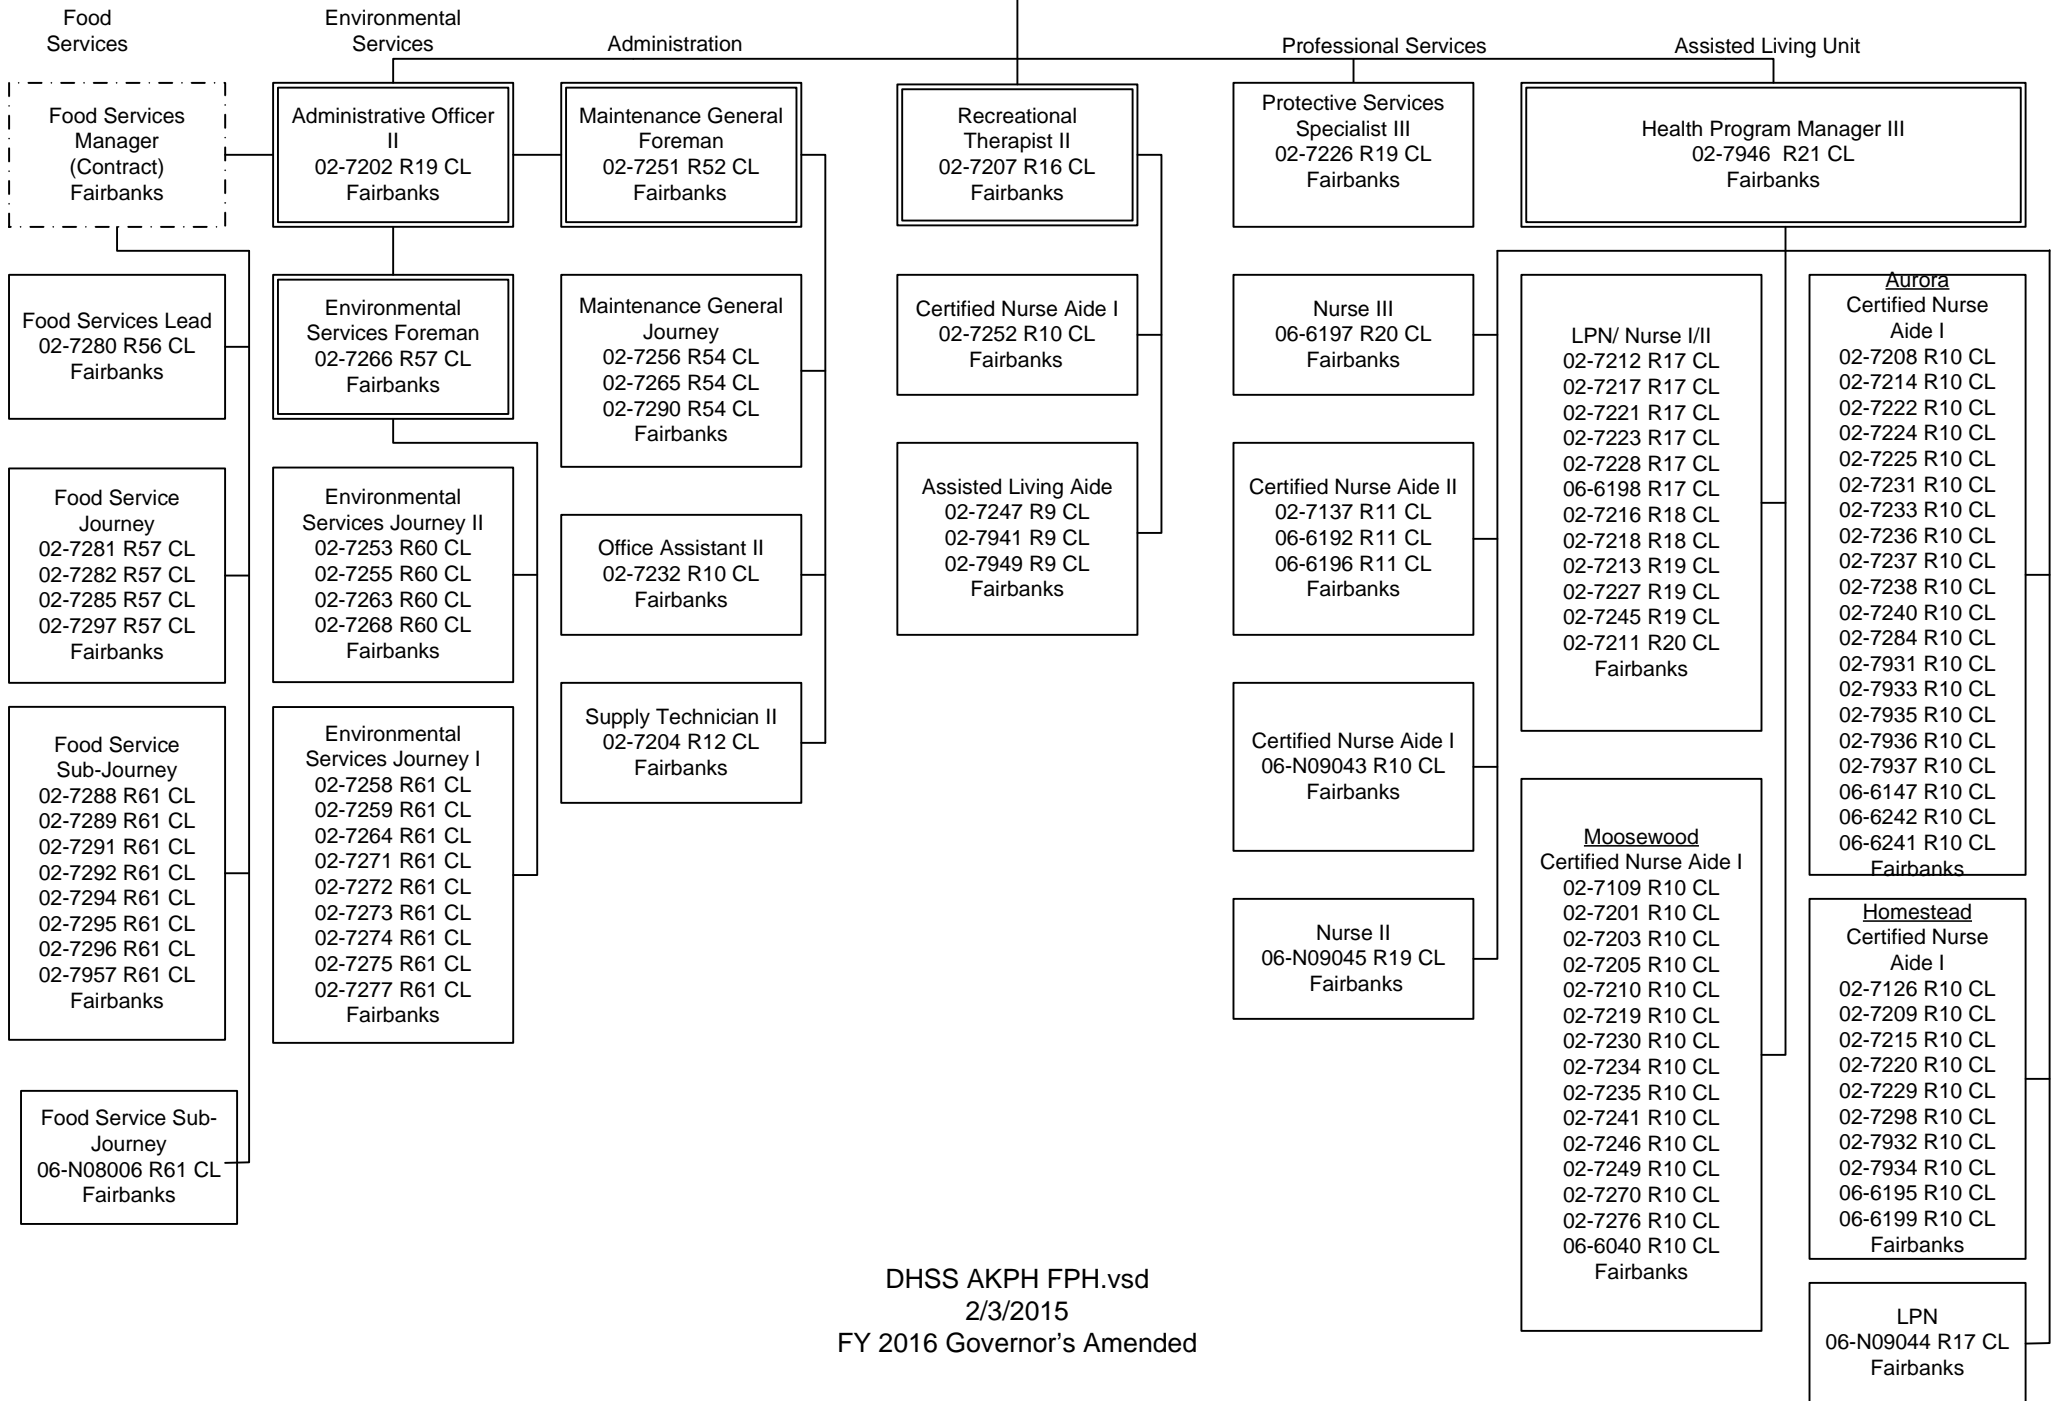 Food
Services
Environmental
Services
Administration
Professional Services
Assisted Living Unit
Food Services
Manager
(Contract)
Fairbanks
Administrative Officer
II
02-7202 R19 CL
Fairbanks
Maintenance General
Foreman
02-7251 R52 CL
Fairbanks
Recreational
Therapist II
02-7207 R16 CL
Fairbanks
Protective Services
Specialist III
02-7226 R19 CL
Fairbanks
Health Program Manager III
02-7946 R21 CL
Fairbanks
Food Services Lead
02-7280 R56 CL
Fairbanks
Food Service
Journey
02-7281 R57 CL
02-7282 R57 CL
02-7285 R57 CL
02-7297 R57 CL
Fairbanks
Food Service
Sub-Journey
02-7288 R61 CL
02-7289 R61 CL
02-7291 R61 CL
02-7292 R61 CL
02-7294 R61 CL
02-7295 R61 CL
02-7296 R61 CL
02-7957 R61 CL
Fairbanks
Food Service Sub-
Journey
06-N08006 R61 CL
Fairbanks
Environmental
Services Foreman
02-7266 R57 CL
Fairbanks
Environmental
Services Journey II
02-7253 R60 CL
02-7255 R60 CL
02-7263 R60 CL
02-7268 R60 CL
Fairbanks
Environmental
Services Journey I
02-7258 R61 CL
02-7259 R61 CL
02-7264 R61 CL
02-7271 R61 CL
02-7272 R61 CL
02-7273 R61 CL
02-7274 R61 CL
02-7275 R61 CL
02-7277 R61 CL
Fairbanks
Maintenance General
Journey
02-7256 R54 CL
02-7265 R54 CL
02-7290 R54 CL
Fairbanks
Office Assistant II
02-7232 R10 CL
Fairbanks
Supply Technician II
02-7204 R12 CL
Fairbanks
Certified Nurse Aide I
02-7252 R10 CL
Fairbanks
Assisted Living Aide
02-7247 R9 CL
02-7941 R9 CL
02-7949 R9 CL
Fairbanks
Nurse III
06-6197 R20 CL
Fairbanks
Certified Nurse Aide II
02-7137 R11 CL
06-6192 R11 CL
06-6196 R11 CL
Fairbanks
Certified Nurse Aide I
06-N09043 R10 CL
Fairbanks
Nurse II
06-N09045 R19 CL
Fairbanks
LPN/ Nurse I/II
02-7212 R17 CL
02-7217 R17 CL
02-7221 R17 CL
02-7223 R17 CL
02-7228 R17 CL
06-6198 R17 CL
02-7216 R18 CL
02-7218 R18 CL
02-7213 R19 CL
02-7227 R19 CL
02-7245 R19 CL
02-7211 R20 CL
Fairbanks
Moosewood
Certified Nurse Aide I
02-7109 R10 CL
02-7201 R10 CL
02-7203 R10 CL
02-7205 R10 CL
02-7210 R10 CL
02-7219 R10 CL
02-7230 R10 CL
02-7234 R10 CL
02-7235 R10 CL
02-7241 R10 CL
02-7246 R10 CL
02-7249 R10 CL
02-7270 R10 CL
02-7276 R10 CL
06-6040 R10 CL
Fairbanks
Aurora
Certified Nurse
Aide I
02-7208 R10 CL
02-7214 R10 CL
02-7222 R10 CL
02-7224 R10 CL
02-7225 R10 CL
02-7231 R10 CL
02-7233 R10 CL
02-7236 R10 CL
02-7237 R10 CL
02-7238 R10 CL
02-7240 R10 CL
02-7284 R10 CL
02-7931 R10 CL
02-7933 R10 CL
02-7935 R10 CL
02-7936 R10 CL
02-7937 R10 CL
06-6147 R10 CL
06-6242 R10 CL
06-6241 R10 CL
Fairbanks
Homestead
Certified Nurse
Aide I
02-7126 R10 CL
02-7209 R10 CL
02-7215 R10 CL
02-7220 R10 CL
02-7229 R10 CL
02-7298 R10 CL
02-7932 R10 CL
02-7934 R10 CL
06-6195 R10 CL
06-6199 R10 CL
Fairbanks
LPN
06-N09044 R17 CL
Fairbanks
DHSS AKPH FPH.vsd
2/3/2015
FY 2016 Governor's Amended